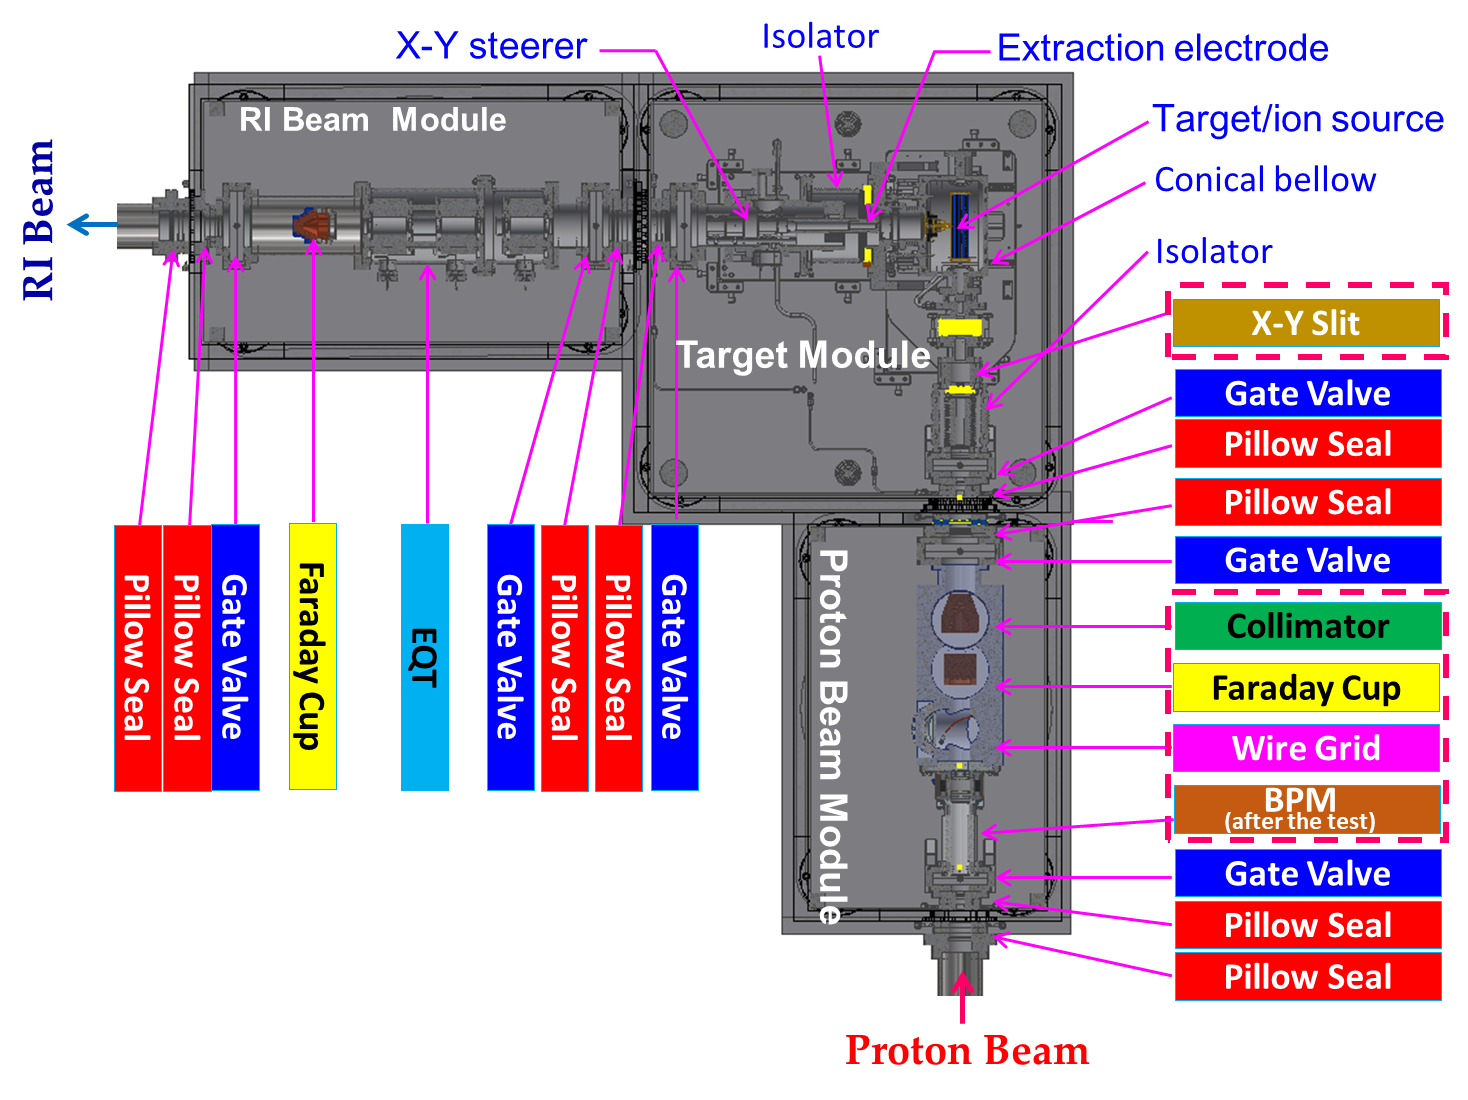 X-Y steerer
Isolator
Extraction electrode
RI Beam Module
Target/ion source
Conical bellow
Isolator
RI Beam
X-Y Slit
Target Module
Gate Valve
Pillow Seal
Pillow Seal
Gate Valve
Collimator
Faraday Cup
Wire Grid
BPM
(after the test)
Gate Valve
Pillow Seal
Pillow Seal
Pillow Seal
Pillow Seal
Gate Valve
Faraday Cup
EQT
Gate Valve
Pillow Seal
Pillow Seal
Gate Valve
Proton Beam Module
Proton Beam